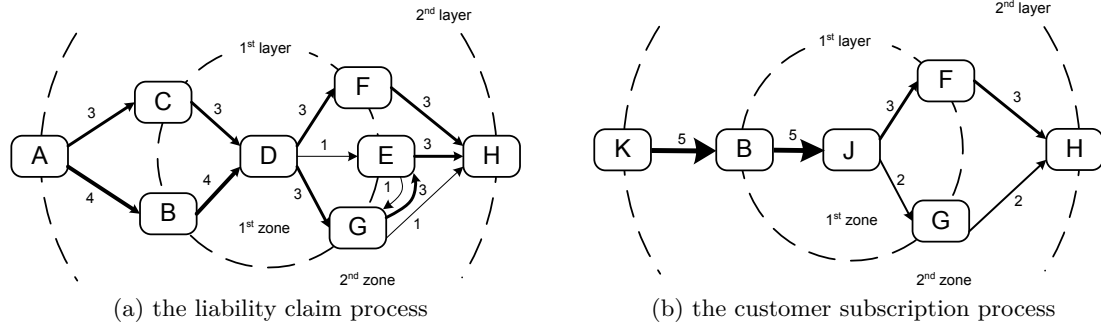 2nd layer
1st layer
F
C
3
3
3
3
A
D
1
E
3
H
4
4
3
1
3
B
G
1
1st zone
2nd zone
(a) the liability claim process
2nd layer
1st layer
F
3
3
K
5
B
5
J
H
2
2
1st zone
G
2nd zone
(b) the customer subscription process